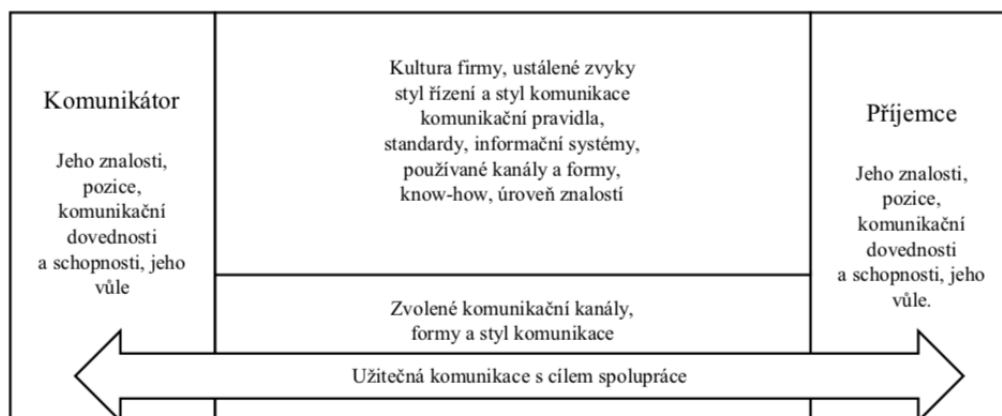 Komunikátor
Jeho znalosti,
pozice,
komunikační
dovednosti
a schopnosti, jeho
vůle
Kultura firmy, ustálené zvyky
styl řízení a styl komunikace
komunikační pravidla,
standardy, informační systémy,
používané kanály a formy,
know-how, úroveň znalostí
Zvolené komunikační kanály,
formy a styl komunikace
Příjemce
Jeho znalosti,
pozice,
komunikační
dovednosti
a schopnosti, jeho
vůle.
Užitečná komunikace s cílem spolupráce